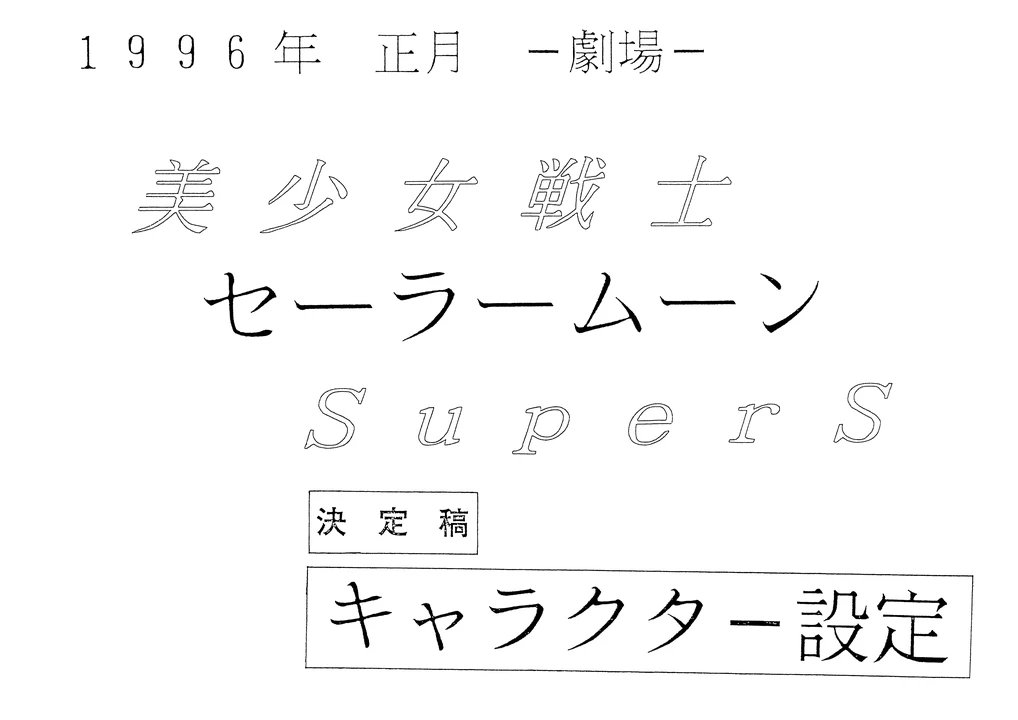 1996年 正月 －劇場－
美少女戦士
セーラームーン
SuperS
決定稿
キャラクター設定